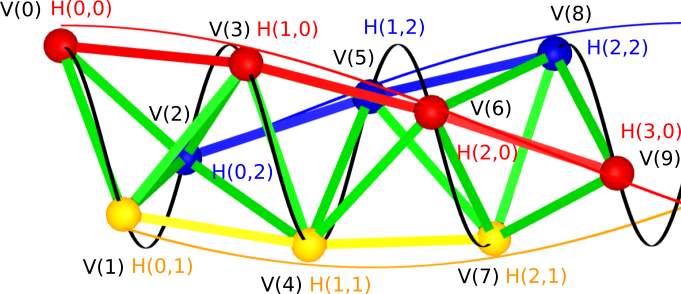 V(0) H(0,0)
V(3) H(1,0)
H(1,2)
V(8)
V(5)
H(2,2)
V(2)
V(6)
H(3,0)
H(0,2)
H(2,0)
V(9)
V(1) H(0,1)
V(4) H(1,1)
V(7) H(2,1)